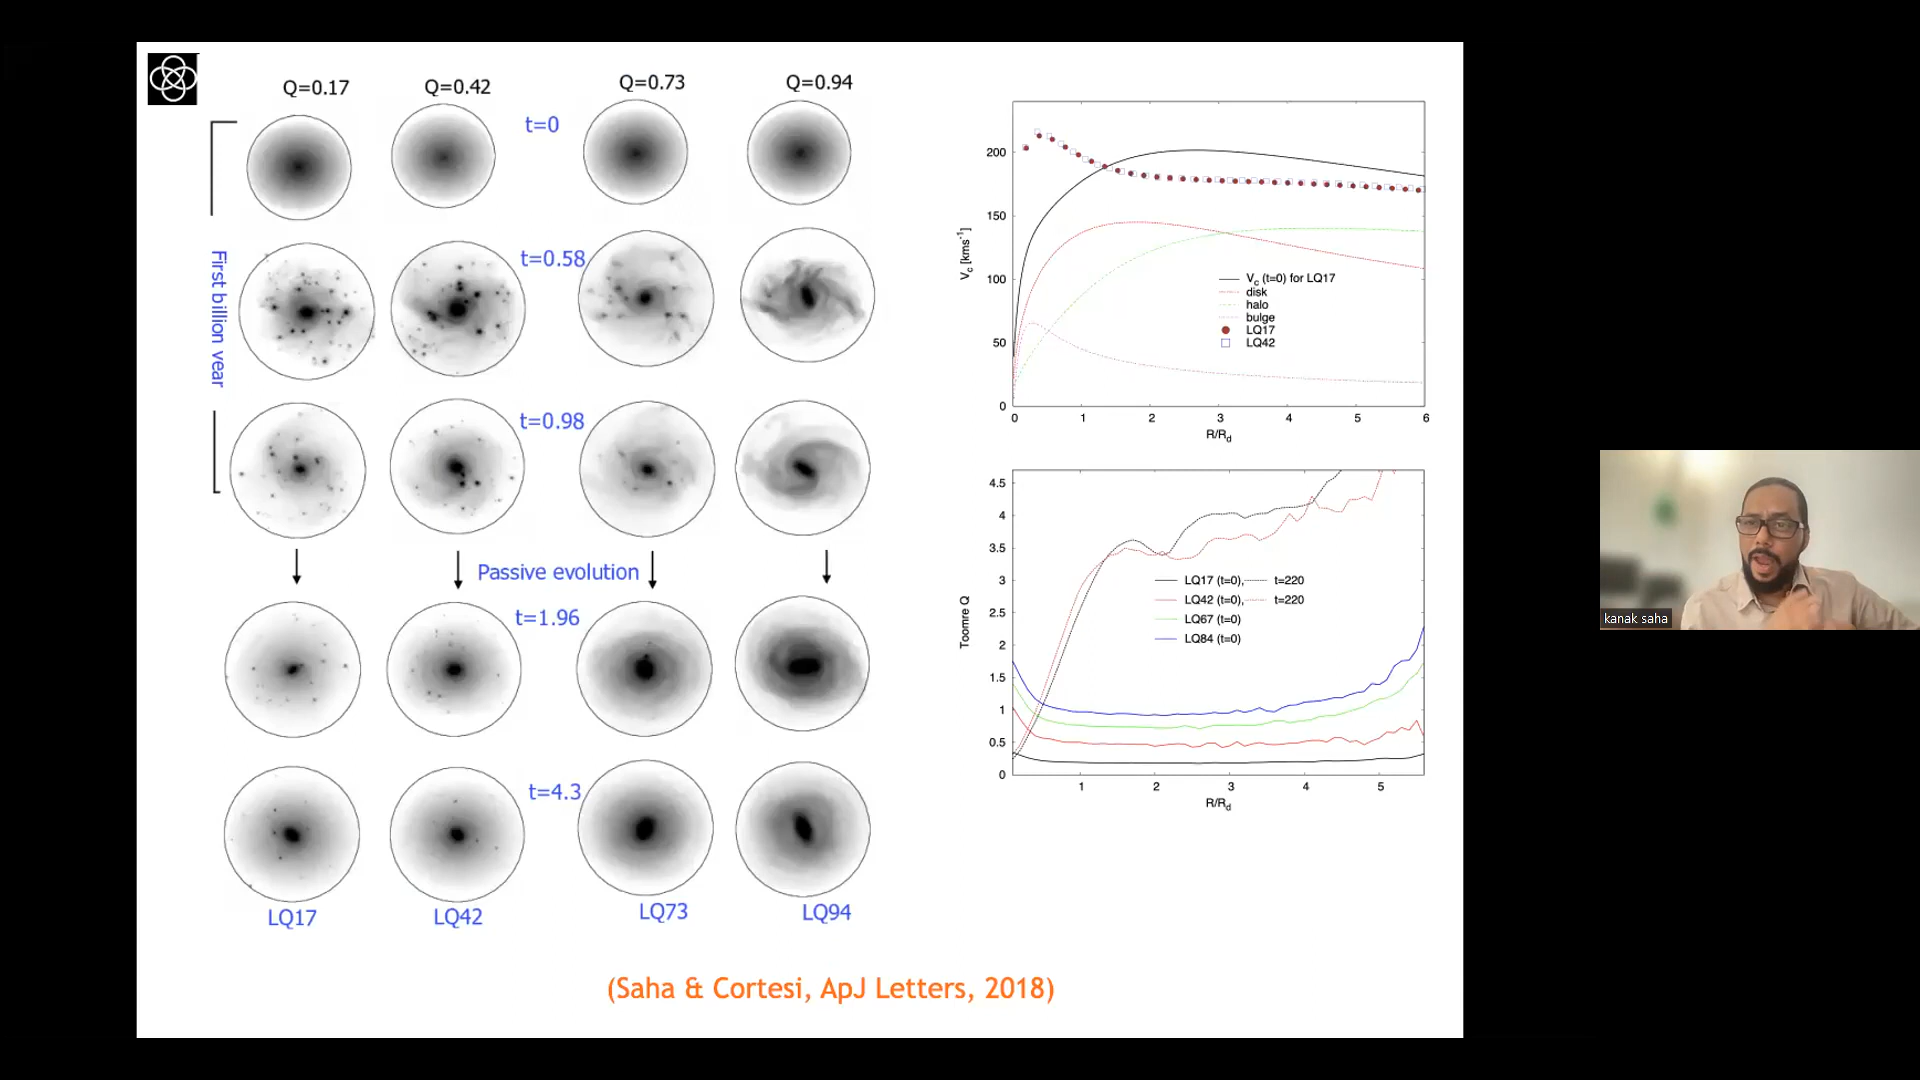 Q=0.17 Q=0.42 Q=0.73 Q=0.94
t=0
First billion year
t=0.58
t=0.98
Passive evolution
t=1.96
t=4.3
LQ17 LQ42 LQ73 LQ94
200
150
100
50
0
V_c [kms^-1]
V_c (t=0) for LQ17
disk
halo
bulge
LQ17
LQ42
0 1 2 3 4 5 6
R/R_d
4.5
4
3.5
3
2.5
2
1.5
1
0.5
0
Toomre Q
LQ17 (t=0), t=220
LQ42 (t=0), t=220
LQ67 (t=0)
LQ84 (t=0)
1 2 3 4 5
R/R_d
(Saha & Cortesi, ApJ Letters, 2018)
kanak saha